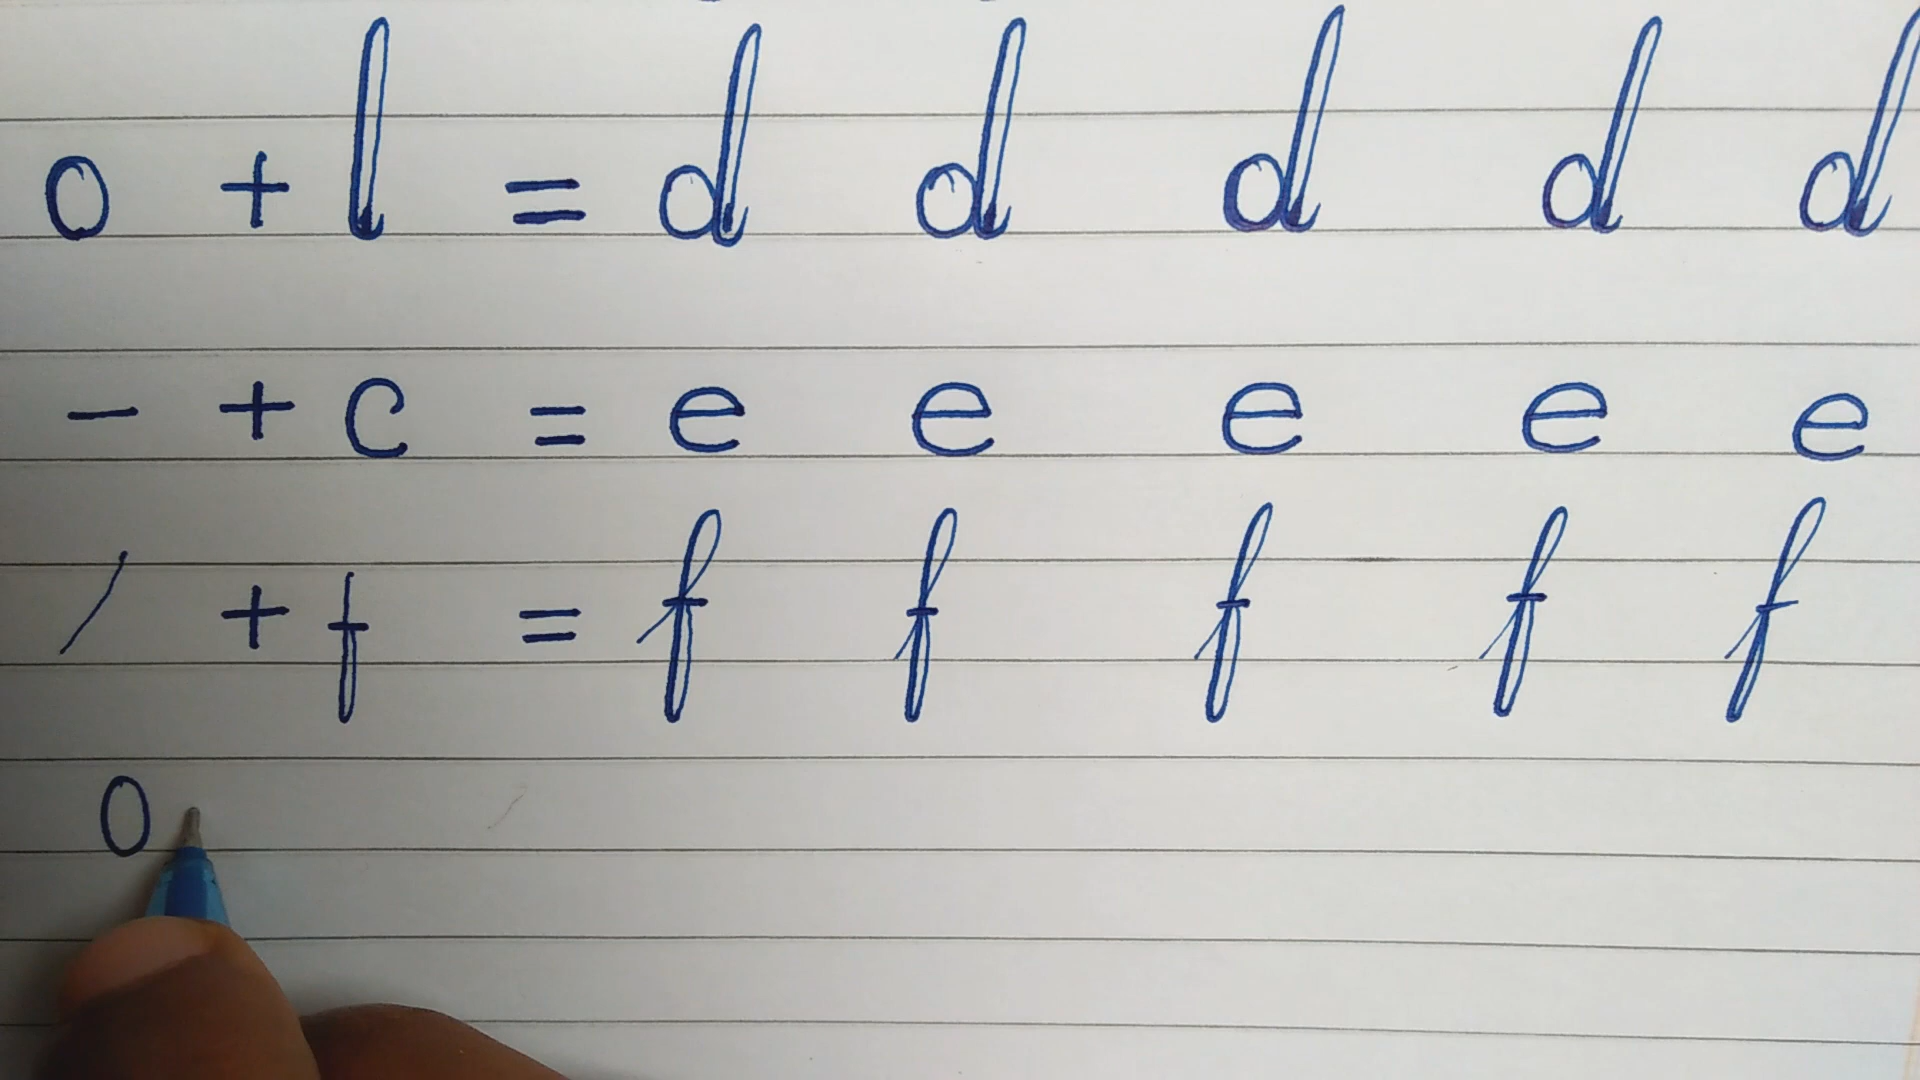 o + l = d d d d d
- + c = e e e e e
/ + f = f f f f f
o